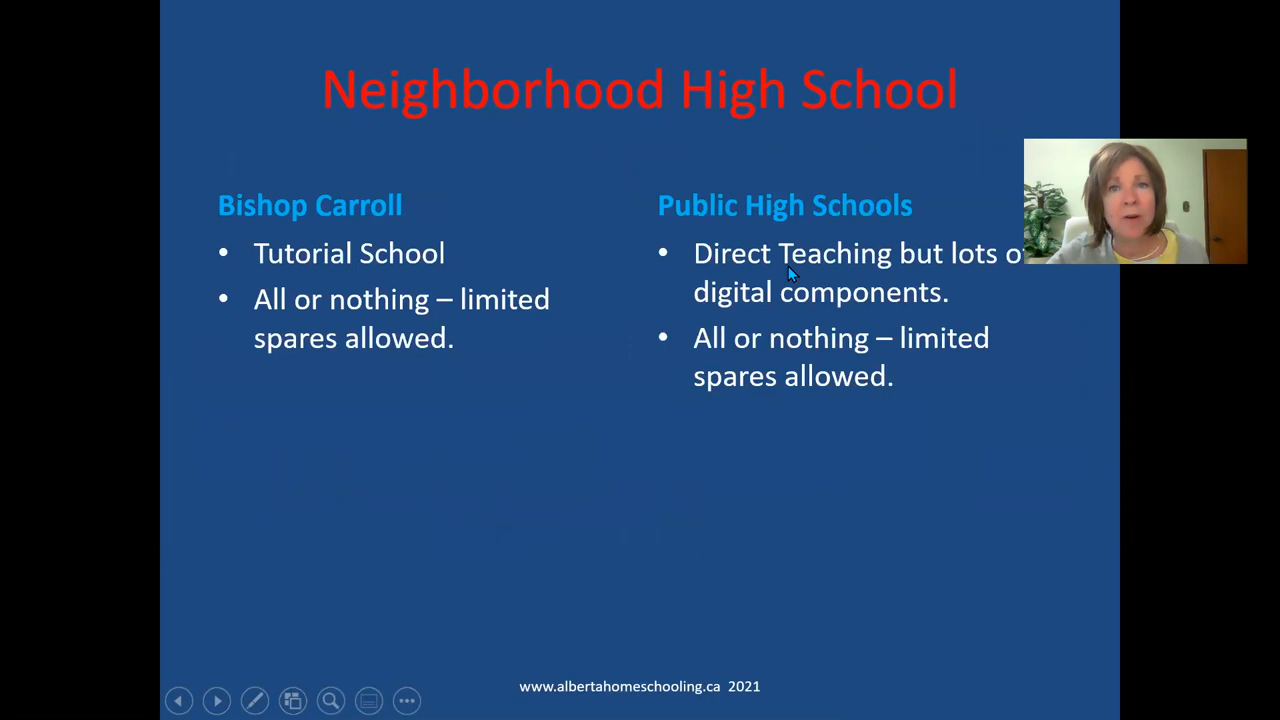 Neighborhood High School
Bishop Carroll
• Tutorial School
• All or nothing – limited
spares allowed.
Public High Schools
• Direct Teaching but lots
digital components.
• All or nothing – limited
spares allowed.
www.albertahomeschooling.ca 2021